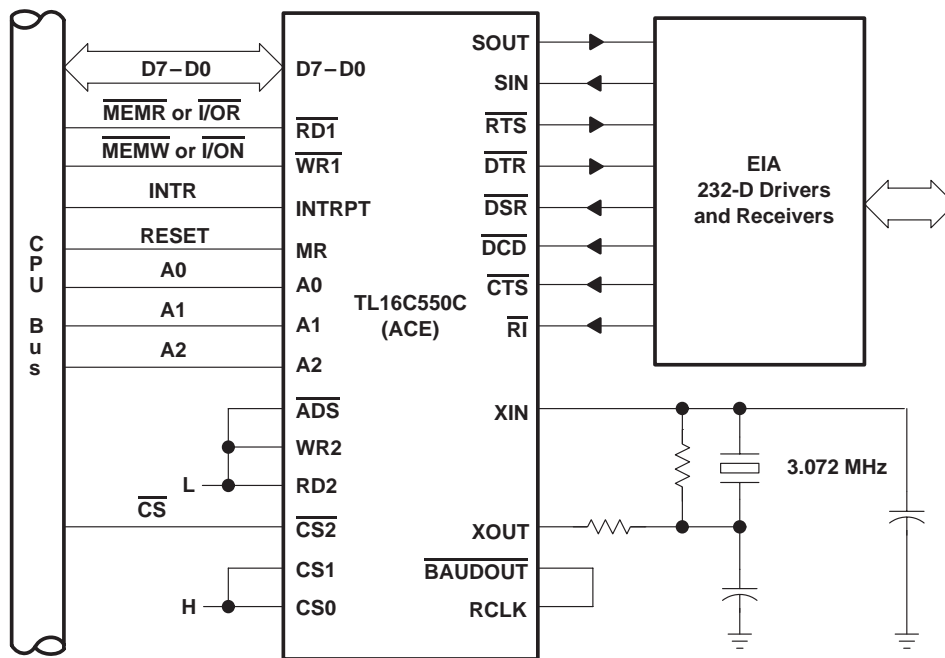 CPU Bus
D7–D0
MEMR or I/OR
MEMW or I/ON
INTR
RESET
A0
A1
A2
L
CS
H
D7–D0
RD1
WR1
INTRPT
MR
A0
A1
A2
ADS
WR2
RD2
CS2
CS1
CS0
TL16C550C
(ACE)
SOUT
SIN
RTS
DTR
DSR
DCD
CTS
RI
XIN
XOUT
BAUDOUT
RCLK
EIA
232-D Drivers
and Receivers
3.072 MHz